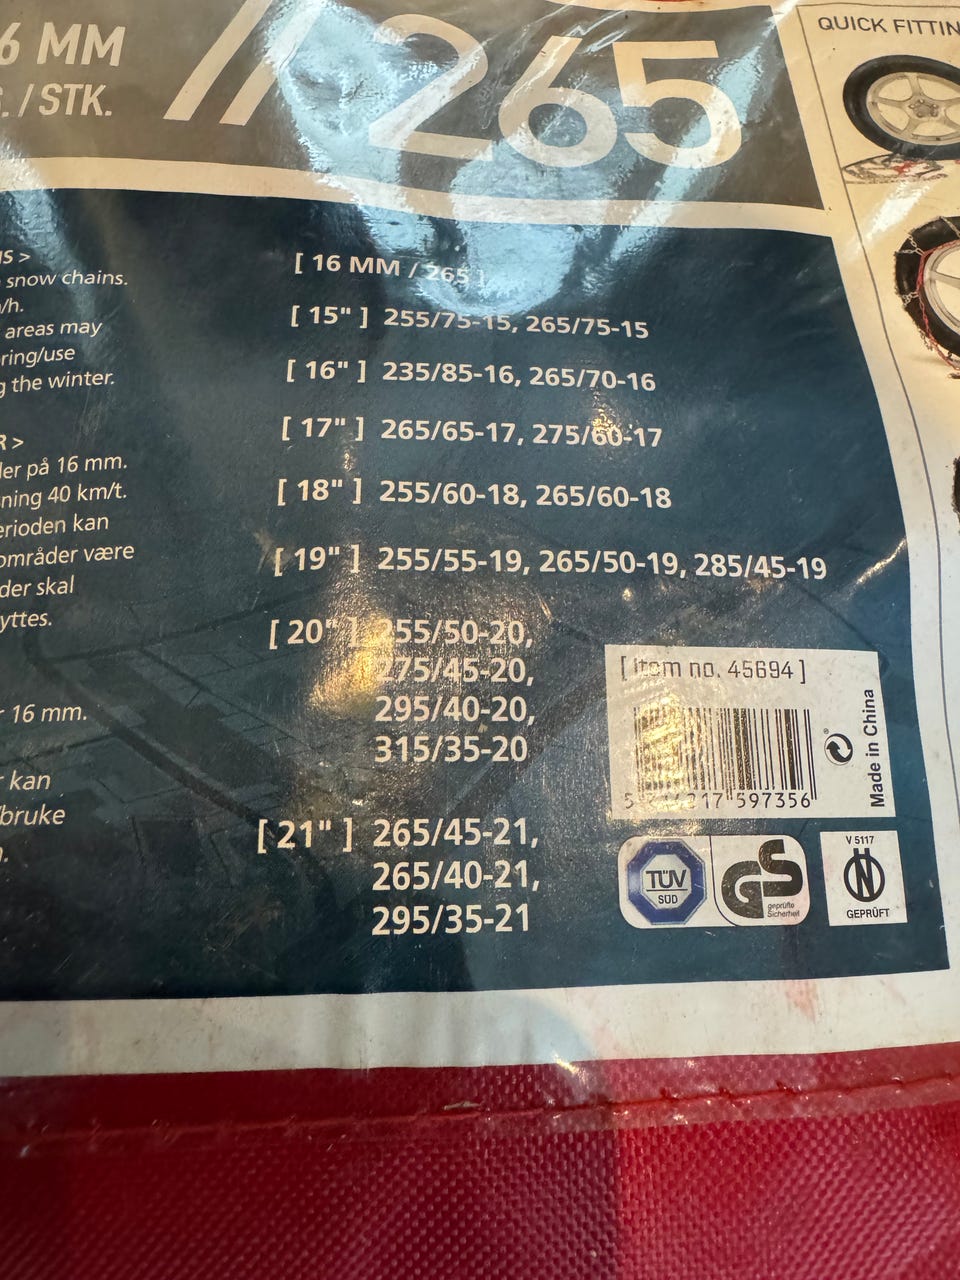 6 MM
/ STK.
// 265
QUICK FITTIN
snow chains.
/h.
areas may
ring/use
g the winter.
R >
der på 16 mm.
ning 40 km/t.
erioden kan
områder være
der skal
yttes.
r 16 mm.
r kan
/bruke
[ 16 MM / 265 ]
[ 15" ] 255/75-15, 265/75-15
[ 16" ] 235/85-16, 265/70-16
[ 17" ] 265/65-17, 275/60-17
[ 18" ] 255/60-18, 265/60-18
[ 19" ] 255/55-19, 265/50-19, 285/45-19
[ 20" ] 255/50-20,
275/45-20,
295/40-20,
315/35-20
[ 21" ] 265/45-21,
265/40-21,
295/35-21
[ Item no. 45694 ]
597356
Made in China
TÜV
SÜD
GS
geprüfte
Sicherheit
V 5117
N
GEPRÜFT